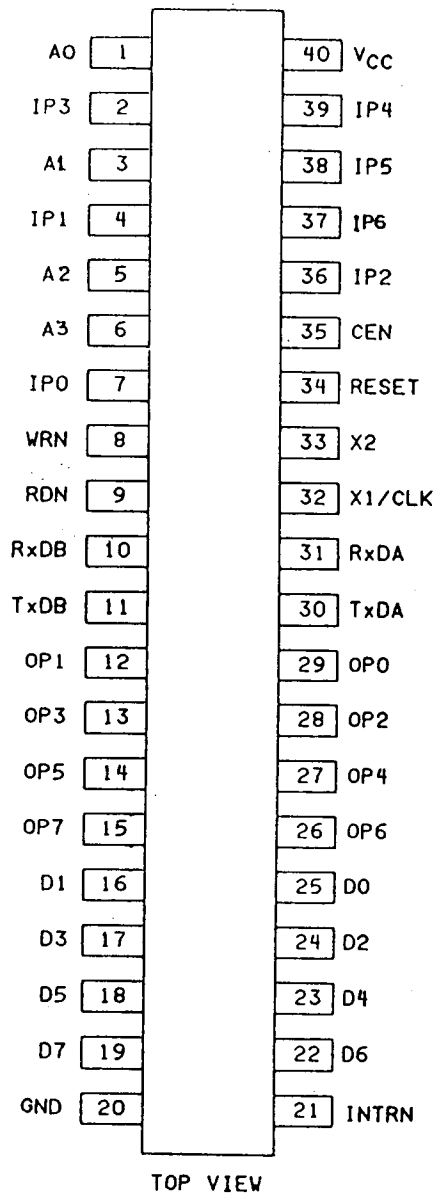 A0 1 40 VCC
IP3 2 39 IP4
A1 3 38 IP5
IP1 4 37 IP6
A2 5 36 IP2
A3 6 35 CEN
IP0 7 34 RESET
WRN 8 33 X2
RDN 9 32 X1/CLK
RxDB 10 31 RxDA
TxDB 11 30 TxDA
OP1 12 29 OP0
OP3 13 28 OP2
OP5 14 27 OP4
OP7 15 26 OP6
D1 16 25 D0
D3 17 24 D2
D5 18 23 D4
D7 19 22 D6
GND 20 21 INTRN
TOP VIEW